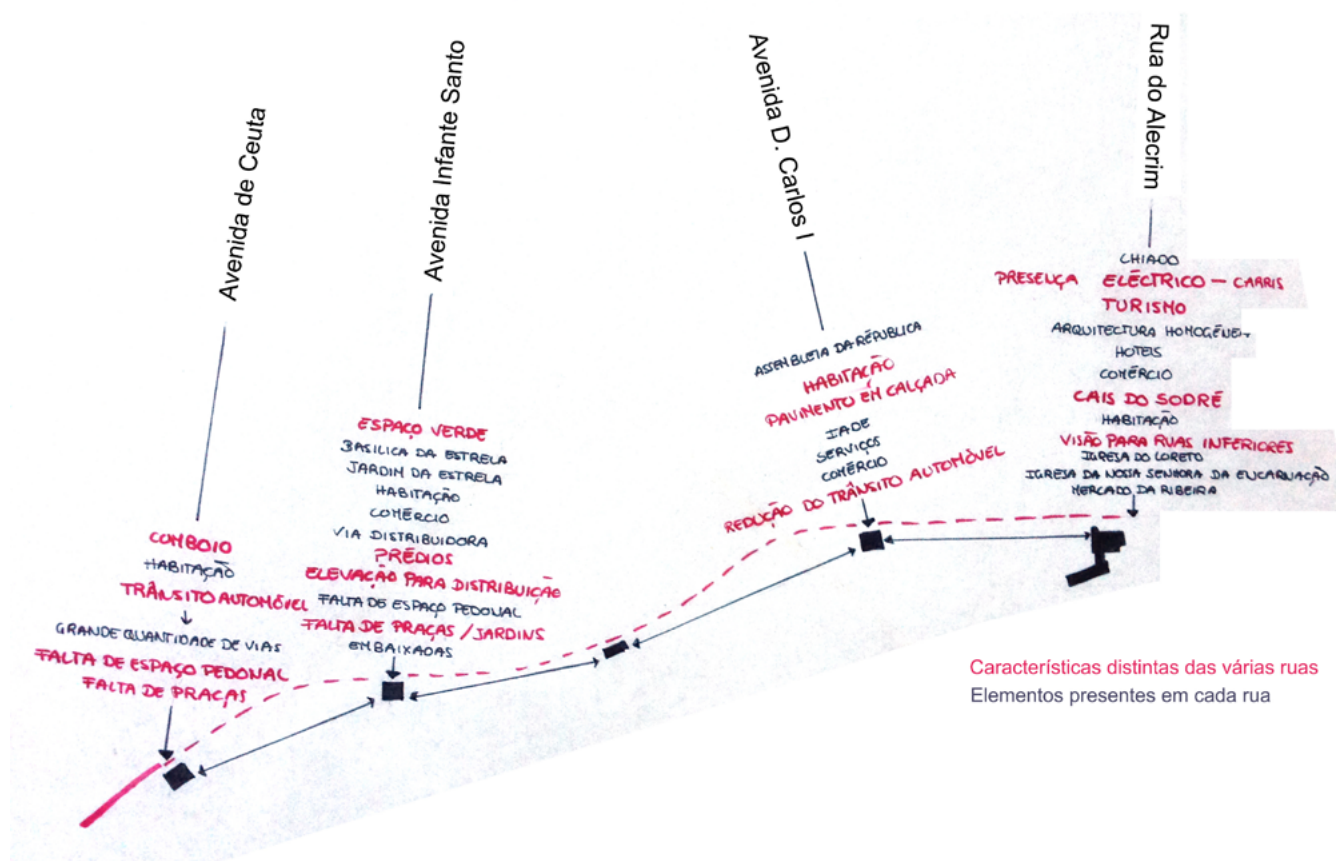 Avenida de Ceuta
COMBOIO
HABITAÇÃO
TRÂNSITO AUTOMÓVEL
GRANDE QUANTIDADE DE VIAS
FALTA DE ESPAÇO PEDONAL
FALTA DE PRAÇAS
Avenida Infante Santo
ESPAÇO VERDE
BASILICA DA ESTRELA
JARDIN DA ESTRELA
HABITAÇÃO
COMÉRCIO
VIA DISTRIBUIDORA
PRÉDIOS
ELEVAÇÃO PARA DISTRIBUIÇÃO
FALTA DE ESPAÇO PEDONAL
FALTA DE PRAÇAS / JARDINS
EMBAIXADAS
Avenida D. Carlos I
ASSEMBLEIA DA RÉPUBLICA
HABITAÇÃO
PAVIMENTO EM CALÇADA
IADE
SERVIÇOS
COMÉRCIO
REDUÇÃO DO TRÂNSITO AUTOMÓVEL
Rua do Alecrim
CHIADO
PRESENÇA ELÉCTRICO — CARRIS
TURISMO
ARQUITECTURA HOMOGÉNEA
HOTEIS
COMÉRCIO
CAIS DO SODRÉ
HABITAÇÃO
VISÃO PARA RUAS INFERIORES
IGRESA DO LORETO
IGRESA DA NOSSA SENHORA DA ENCARNAÇÃO
MERCADO DA RIBEIRA
Características distintas das várias ruas
Elementos presentes em cada rua